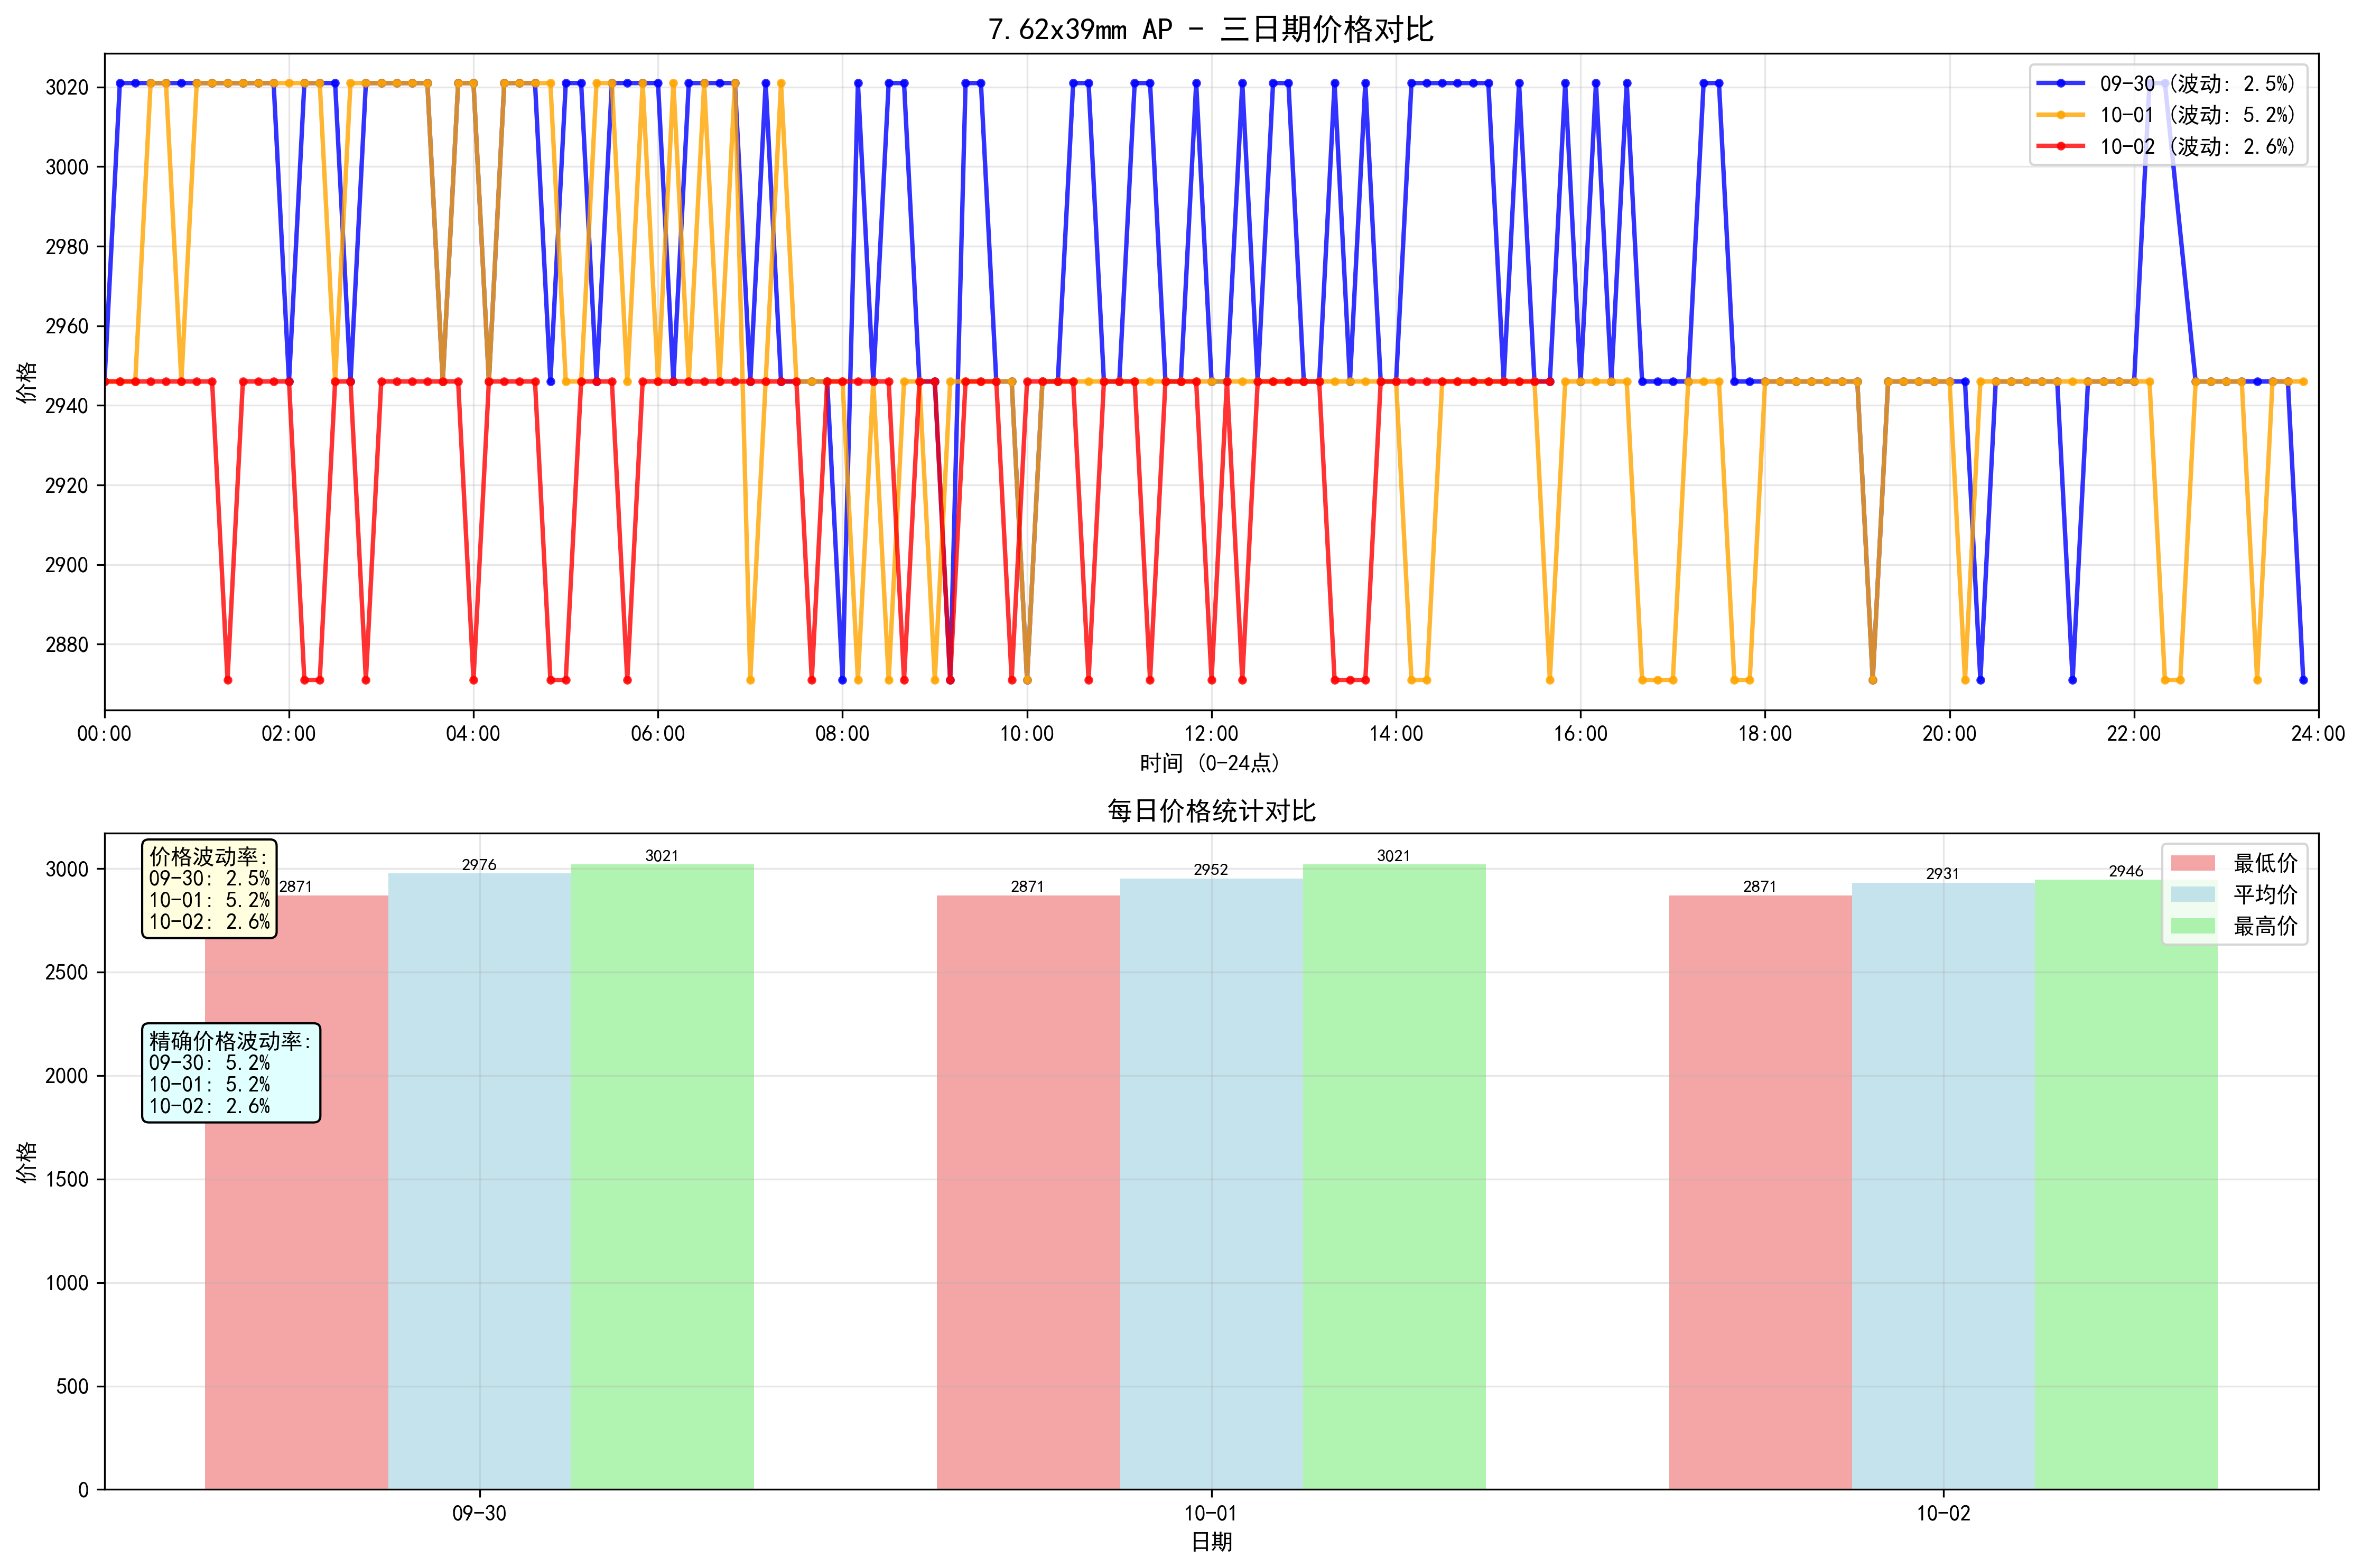 7.62x39mm AP - 三日期价格对比
价格
3020
3000
2980
2960
2940
2920
2900
2880
09-30 (波动: 2.5%)
10-01 (波动: 5.2%)
10-02 (波动: 2.6%)
00:00 02:00 04:00 06:00 08:00 10:00 12:00 14:00 16:00 18:00 20:00 22:00 24:00
时间 (0-24点)
每日价格统计对比
价格
3000
2500
2000
1500
1000
500
0
价格波动率:
09-30: 2.5%
10-01: 5.2%
10-02: 2.6%
精确价格波动率:
09-30: 5.2%
10-01: 5.2%
10-02: 2.6%
2871 2976 3021 2871 2952 3021 2871 2931 2946
最低价
平均价
最高价
09-30 10-01 10-02
日期